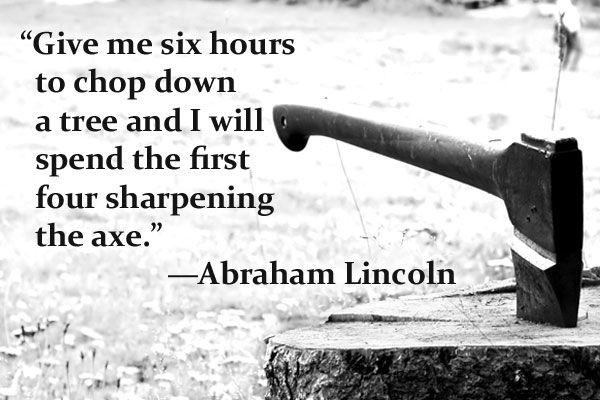 “Give me six hours
to chop down
a tree and I will
spend the first
four sharpening
the axe.”
—Abraham Lincoln